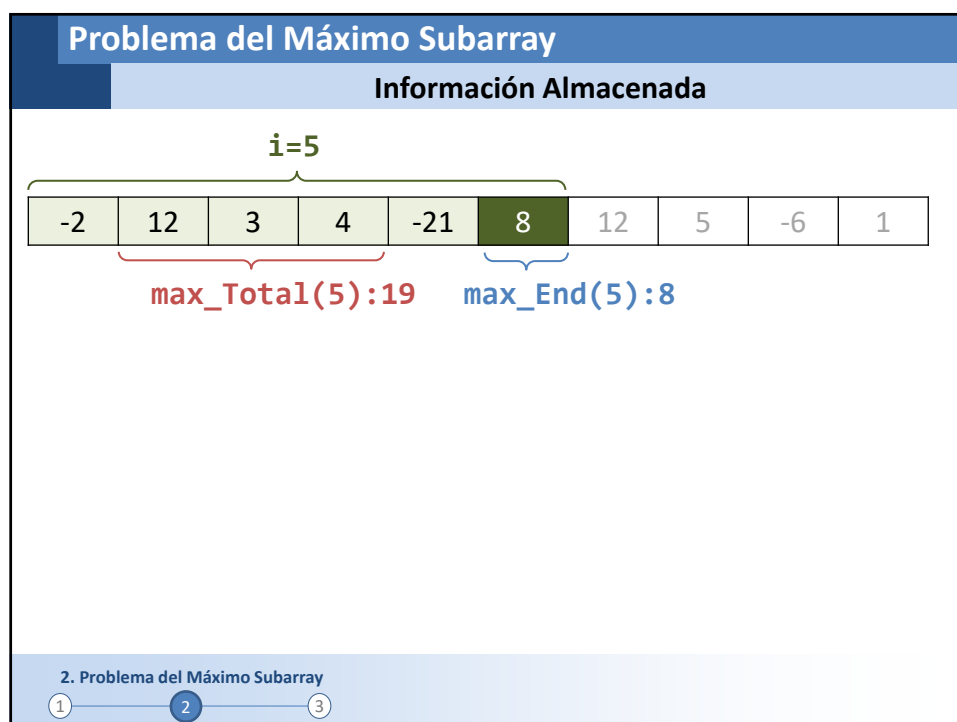 Problema del Máximo Subarray
Información Almacenada
i=5
-2 12 3 4 -21 8 12 5 -6 1
max_Total(5):19 max_End(5):8
2. Problema del Máximo Subarray
1 2 3